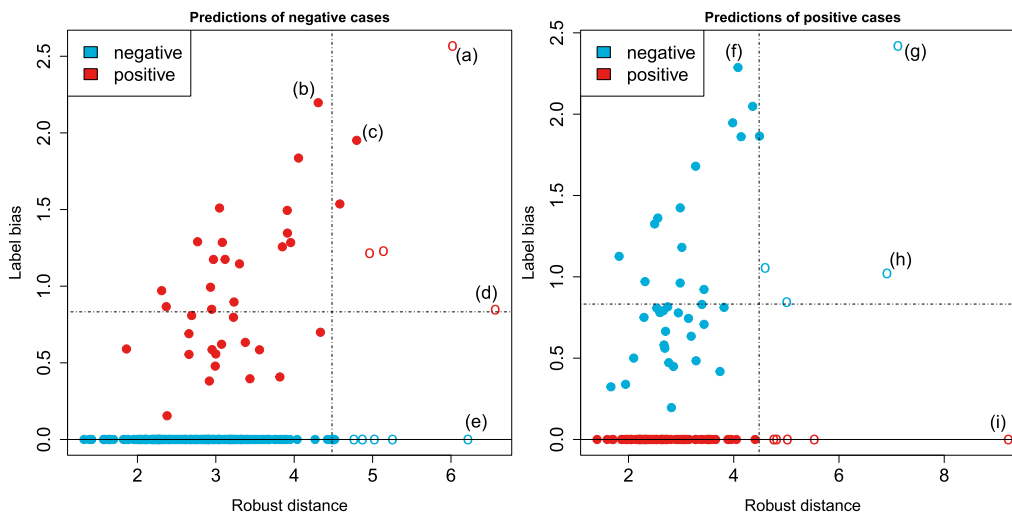 Predictions of negative cases
negative
positive
(a)
(b)
(c)
(d)
(e)
0.0
0.5
1.0
1.5
2.0
2.5
Label bias
2
3
4
5
6
Robust distance
Predictions of positive cases
negative
positive
(f)
(g)
(h)
(i)
0.0
0.5
1.0
1.5
2.0
2.5
Label bias
2
4
6
8
Robust distance